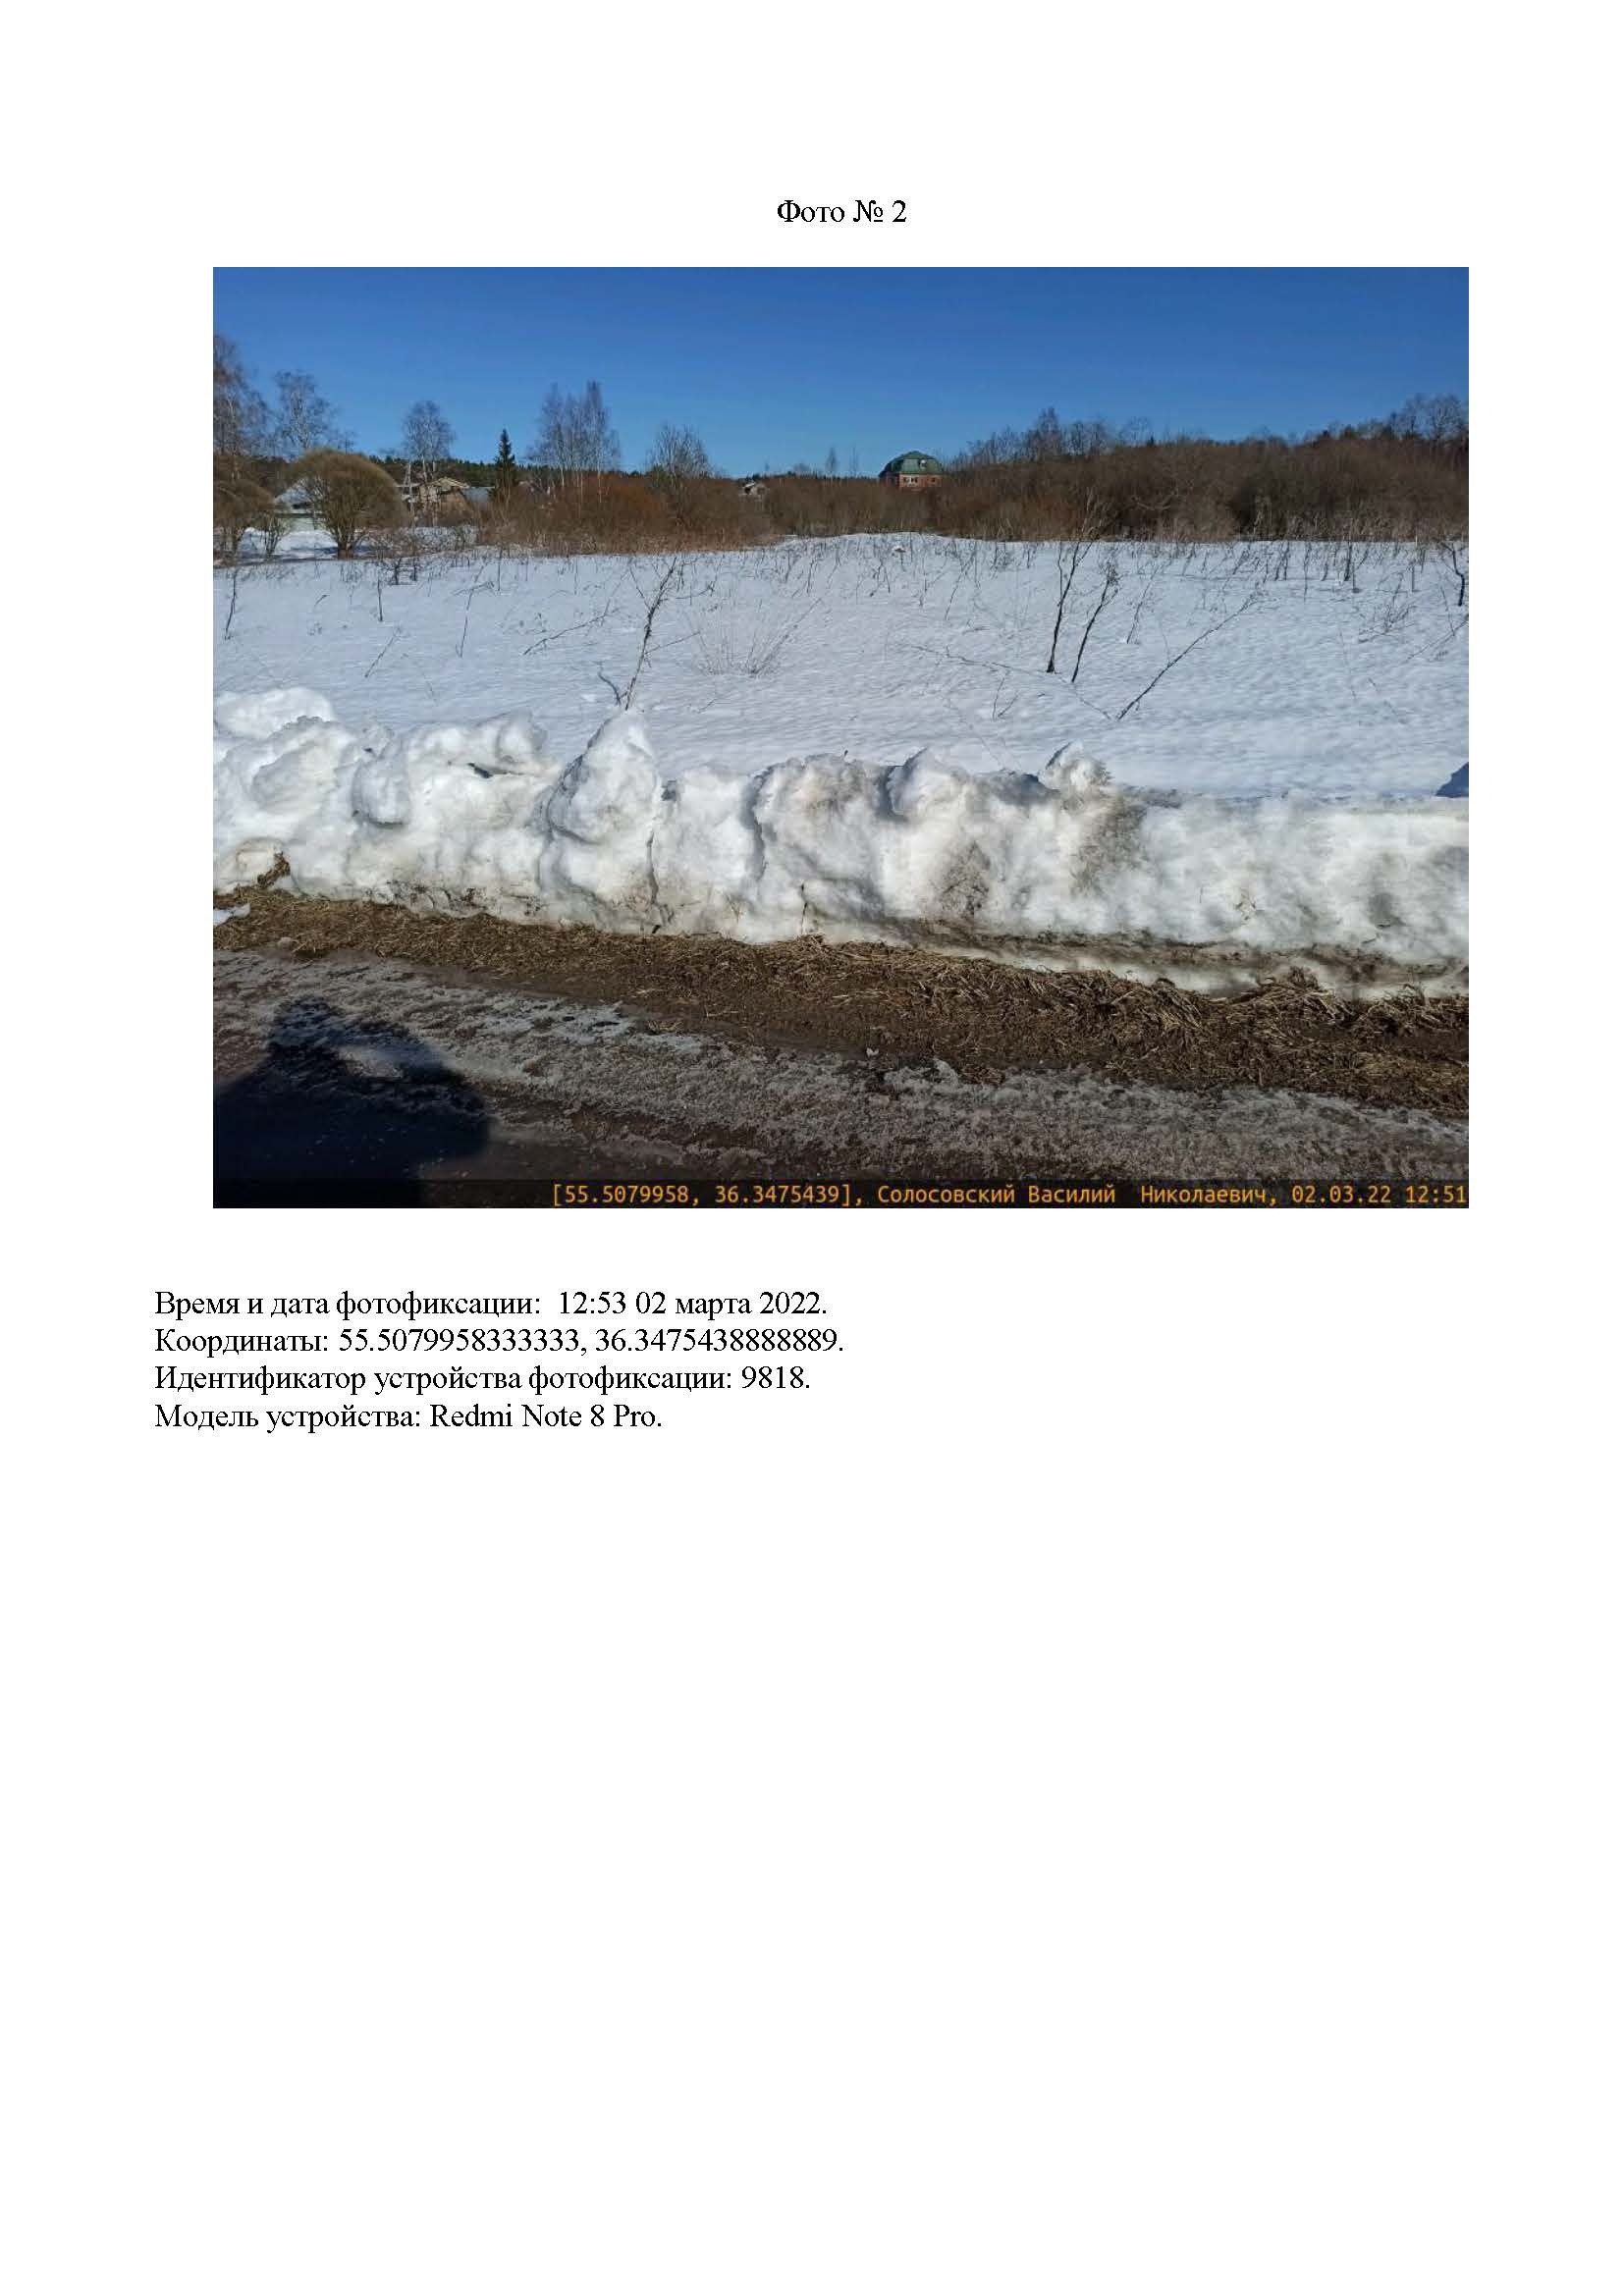 Фото № 2
[55.5079958, 36.3475439], Солосовский Василий  Николаевич, 02.03.22 12:51
Время и дата фотофиксации:  12:53 02 марта 2022.
Координаты: 55.5079958333333, 36.3475438888889.
Идентификатор устройства фотофиксации: 9818.
Модель устройства: Redmi Note 8 Pro.